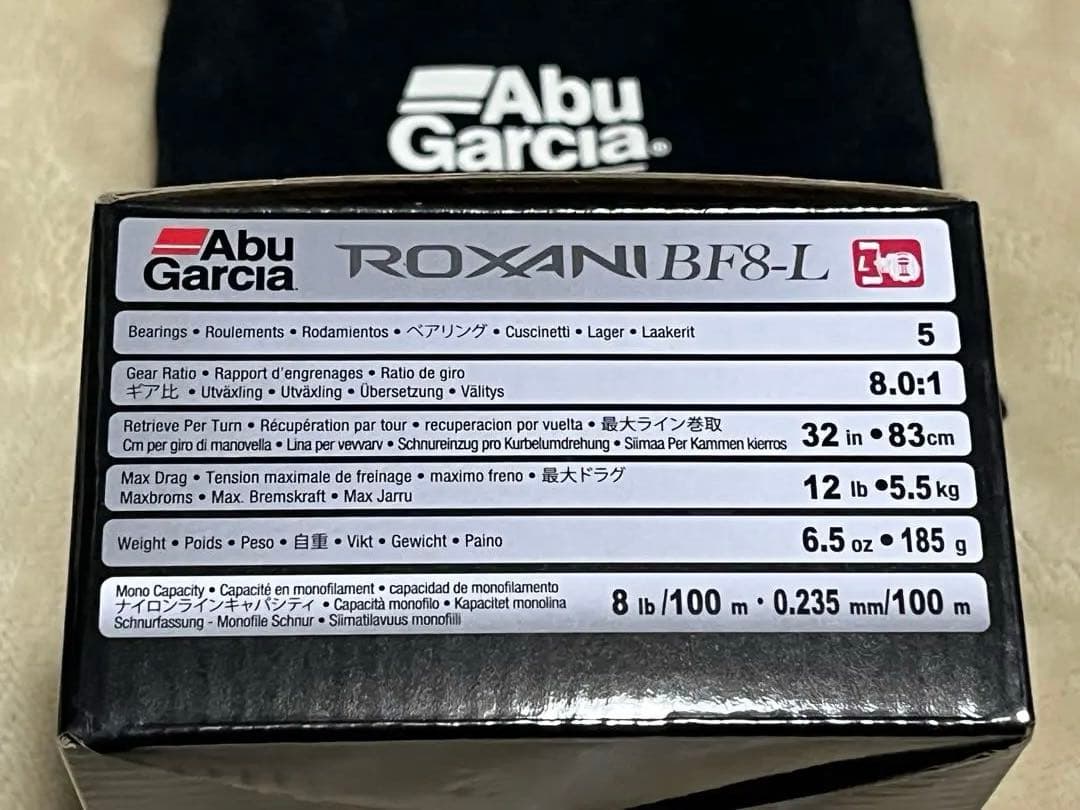 Abu
Garcia®
Abu
Garcia
ROXANI BF8-L
Bearings • Roulements • Rodamientos • ベアリング • Cuscinetti • Lager • Laakerit
5
Gear Ratio • Rapport d'engrenages • Ratio de giro
ギア比 • Utväxling • Utväxling • Übersetzung • Välitys
8.0:1
Retrieve Per Turn • Récupération par tour • recuperacion por vuelta • 最大ライン巻取
Cm per giro di manovella • Lina per vevvarv • Schnureinzug pro Kurbelumdrehung • Siimaa Per Kammen kierros
32 in • 83cm
Max Drag • Tension maximale de freinage • maximo freno • 最大ドラグ
Maxbroms • Max. Bremskraft • Max Jarru
12 lb •5.5 kg
Weight • Poids • Peso • 自重 • Vikt • Gewicht • Paino
6.5 oz • 185 g
Mono Capacity • Capacité en monofilament • capacidad de monofilamento
ナイロンラインキャパシティ • Capacità monofilo • Kapacitet monolina
Schnurfassung - Monofile Schnur • Siimatilavuus monofiili
8 lb /100 m · 0.235 mm/100 m